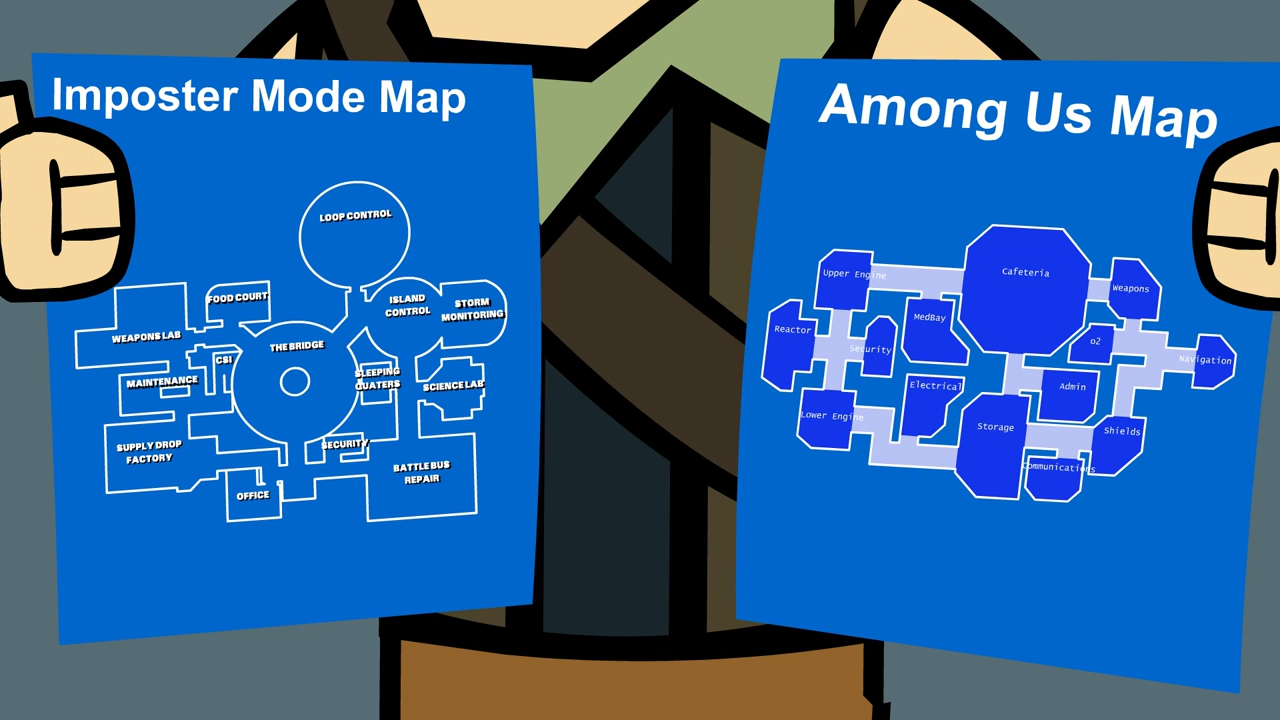 Imposter Mode Map
LOOP CONTROL
FOOD COURT
ISLAND
CONTROL
STORM
MONITORING
WEAPONS LAB
THE BRIDGE
CSI
MAINTENANCE
SLEEPING
QUATERS
SCIENCE LAB
SUPPLY DROP
FACTORY
SECURITY
BATTLE BUS
REPAIR
OFFICE
Among Us Map
Upper Engine
Cafeteria
Weapons
MedBay
Reactor
Security
o2
Navigation
Electrical
Admin
Lower Engine
Storage
Shields
Communications